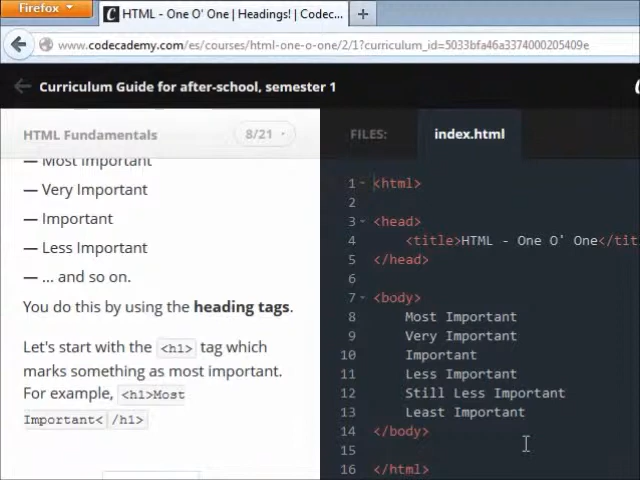 Firefox
HTML - One O' One | Headings! | Codec...
www.codecademy.com/es/courses/html-one-o-one/2/1?curriculum_id=5033bfa46a3374000205409e
Curriculum Guide for after-school, semester 1
HTML Fundamentals
8/21
— Most Important
— Very Important
— Important
— Less Important
— ... and so on.
You do this by using the heading tags.
Let's start with the <h1> tag which
marks something as most important.
For example, <h1>Most
Important< /h1>
FILES:
index.html
1 <html>
2
3 <head>
4 <title>HTML - One O' One</tit
5 </head>
6
7 <body>
8 Most Important
9 Very Important
10 Important
11 Less Important
12 Still Less Important
13 Least Important
14 </body>
15
16 </html>